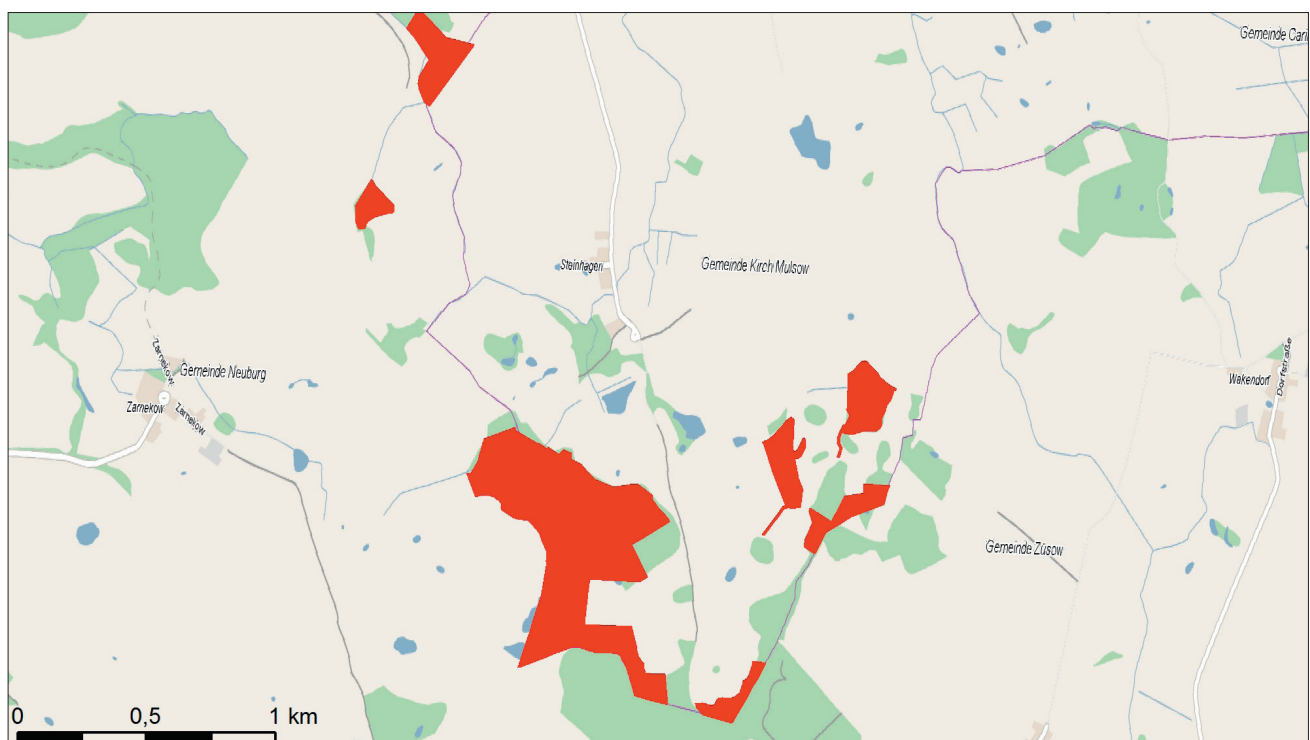 Gemeinde Cari
Steinhagen
Gemeinde Kirch Mulsow
Zarnekow
Gemeinde Neuburg
Dorfstraße
Wakendorf
Zarnekow
Zarnekow
Gemeinde Züsow
0 0,5 1 km